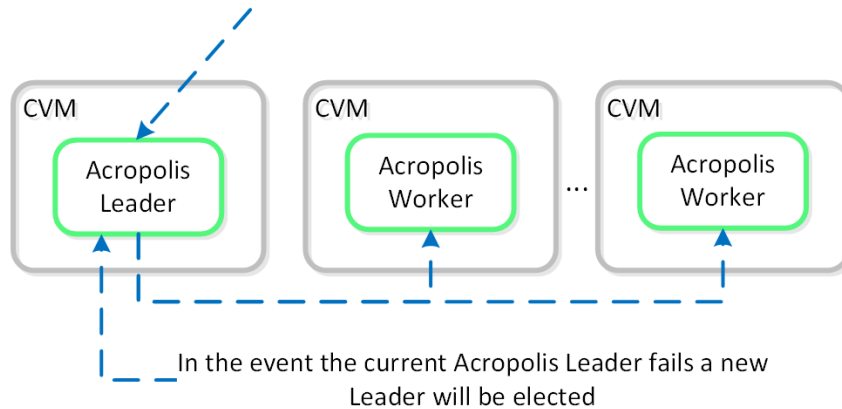 CVM
Acropolis
Leader
CVM
Acropolis
Worker
...
CVM
Acropolis
Worker
In the event the current Acropolis Leader fails a new
Leader will be elected